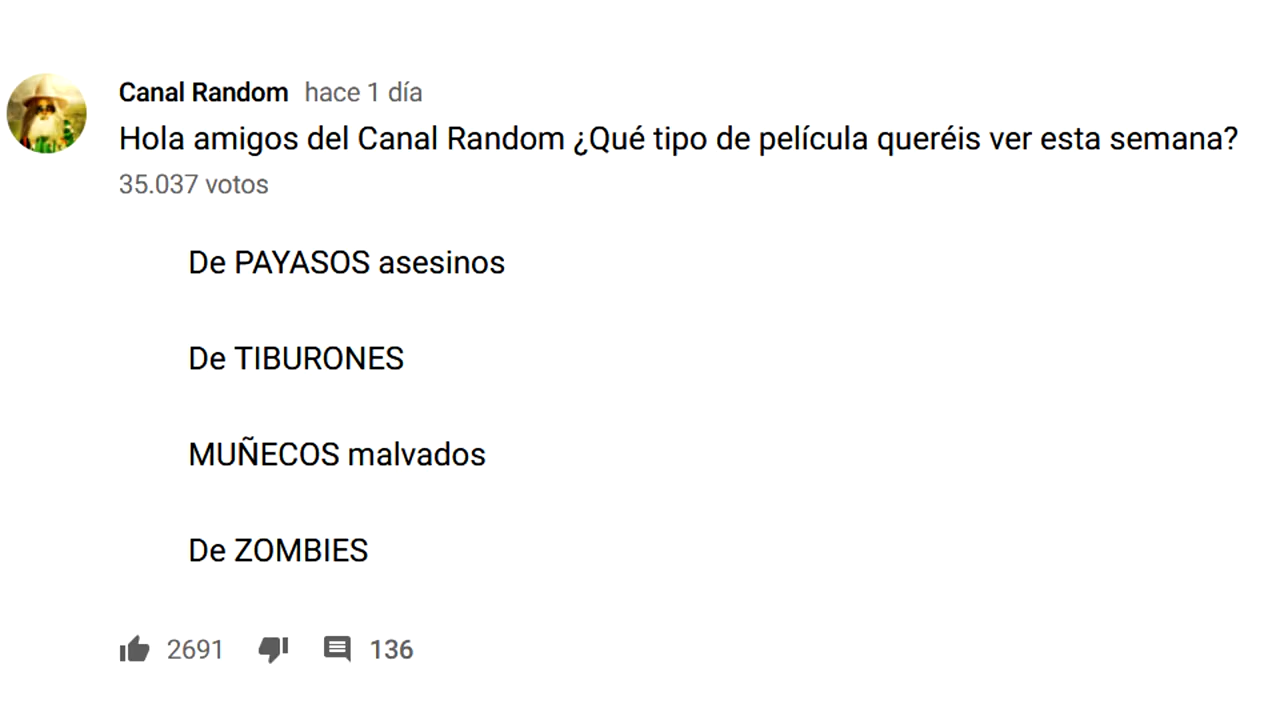 Canal Random hace 1 día
Hola amigos del Canal Random ¿Qué tipo de película queréis ver esta semana?
35.037 votos
De PAYASOS asesinos
De TIBURONES
MUÑECOS malvados
De ZOMBIES
2691 136